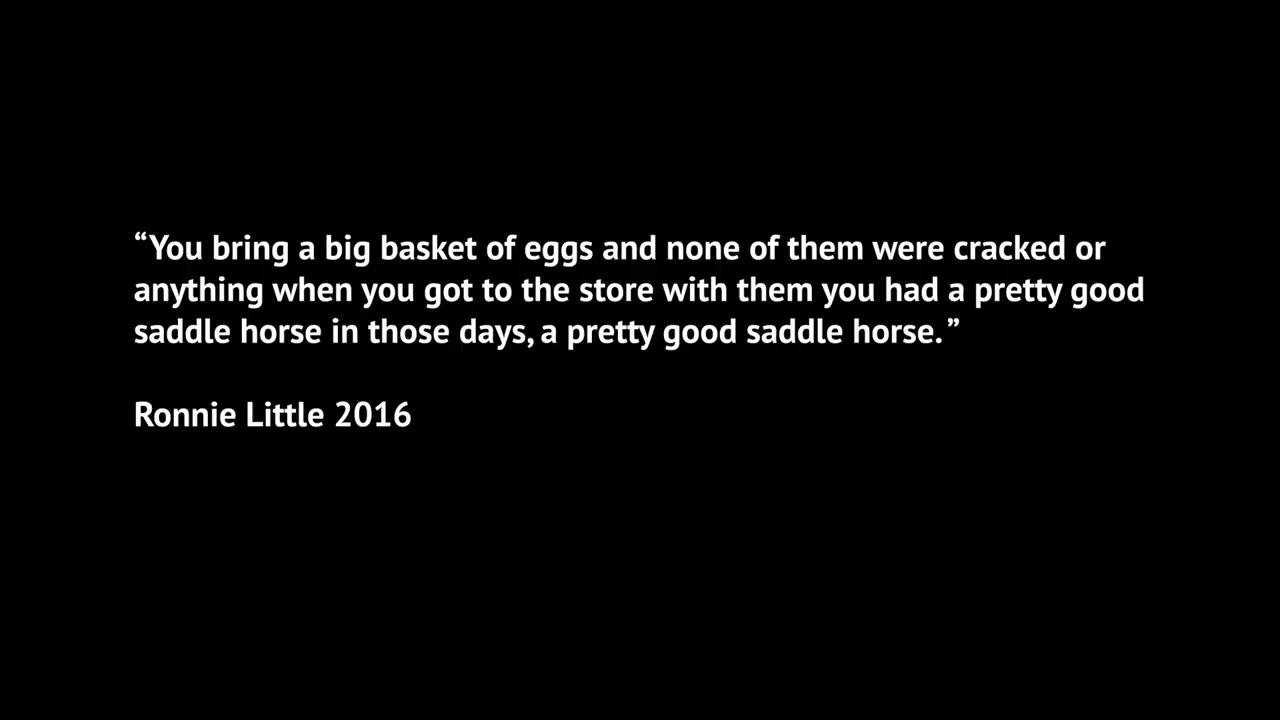 “You bring a big basket of eggs and none of them were cracked or
anything when you got to the store with them you had a pretty good
saddle horse in those days, a pretty good saddle horse.”
Ronnie Little 2016